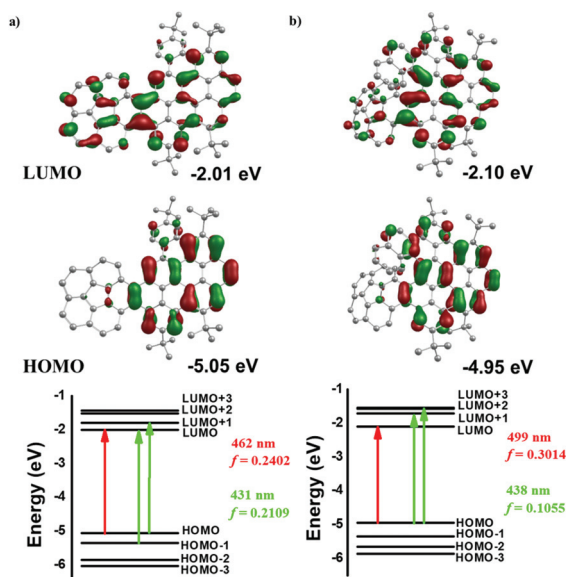 a)
LUMO
-2.01 eV
HOMO
-5.05 eV
-1
-2
-3
-4
-5
-6
Energy (eV)
LUMO+3
LUMO+2
LUMO+1
LUMO
462 nm
f = 0.2402
431 nm
f = 0.2109
HOMO
HOMO-1
HOMO-2
HOMO-3
b)
-2.10 eV
-4.95 eV
-1
-2
-3
-4
-5
-6
Energy (eV)
LUMO+3
LUMO+2
LUMO+1
LUMO
499 nm
f = 0.3014
438 nm
f = 0.1055
HOMO
HOMO-1
HOMO-2
HOMO-3